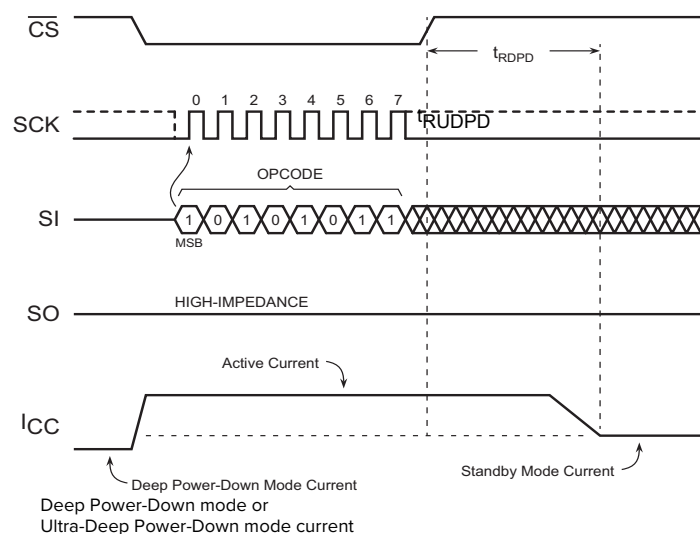 CS
tRDPD
0 1 2 3 4 5 6 7
SCK
tRUDPD
OPCODE
SI
1 0 1 0 1 0 1 1
MSB
HIGH-IMPEDANCE
SO
Active Current
ICC
Standby Mode Current
Deep Power-Down Mode Current
Deep Power-Down mode or
Ultra-Deep Power-Down mode current